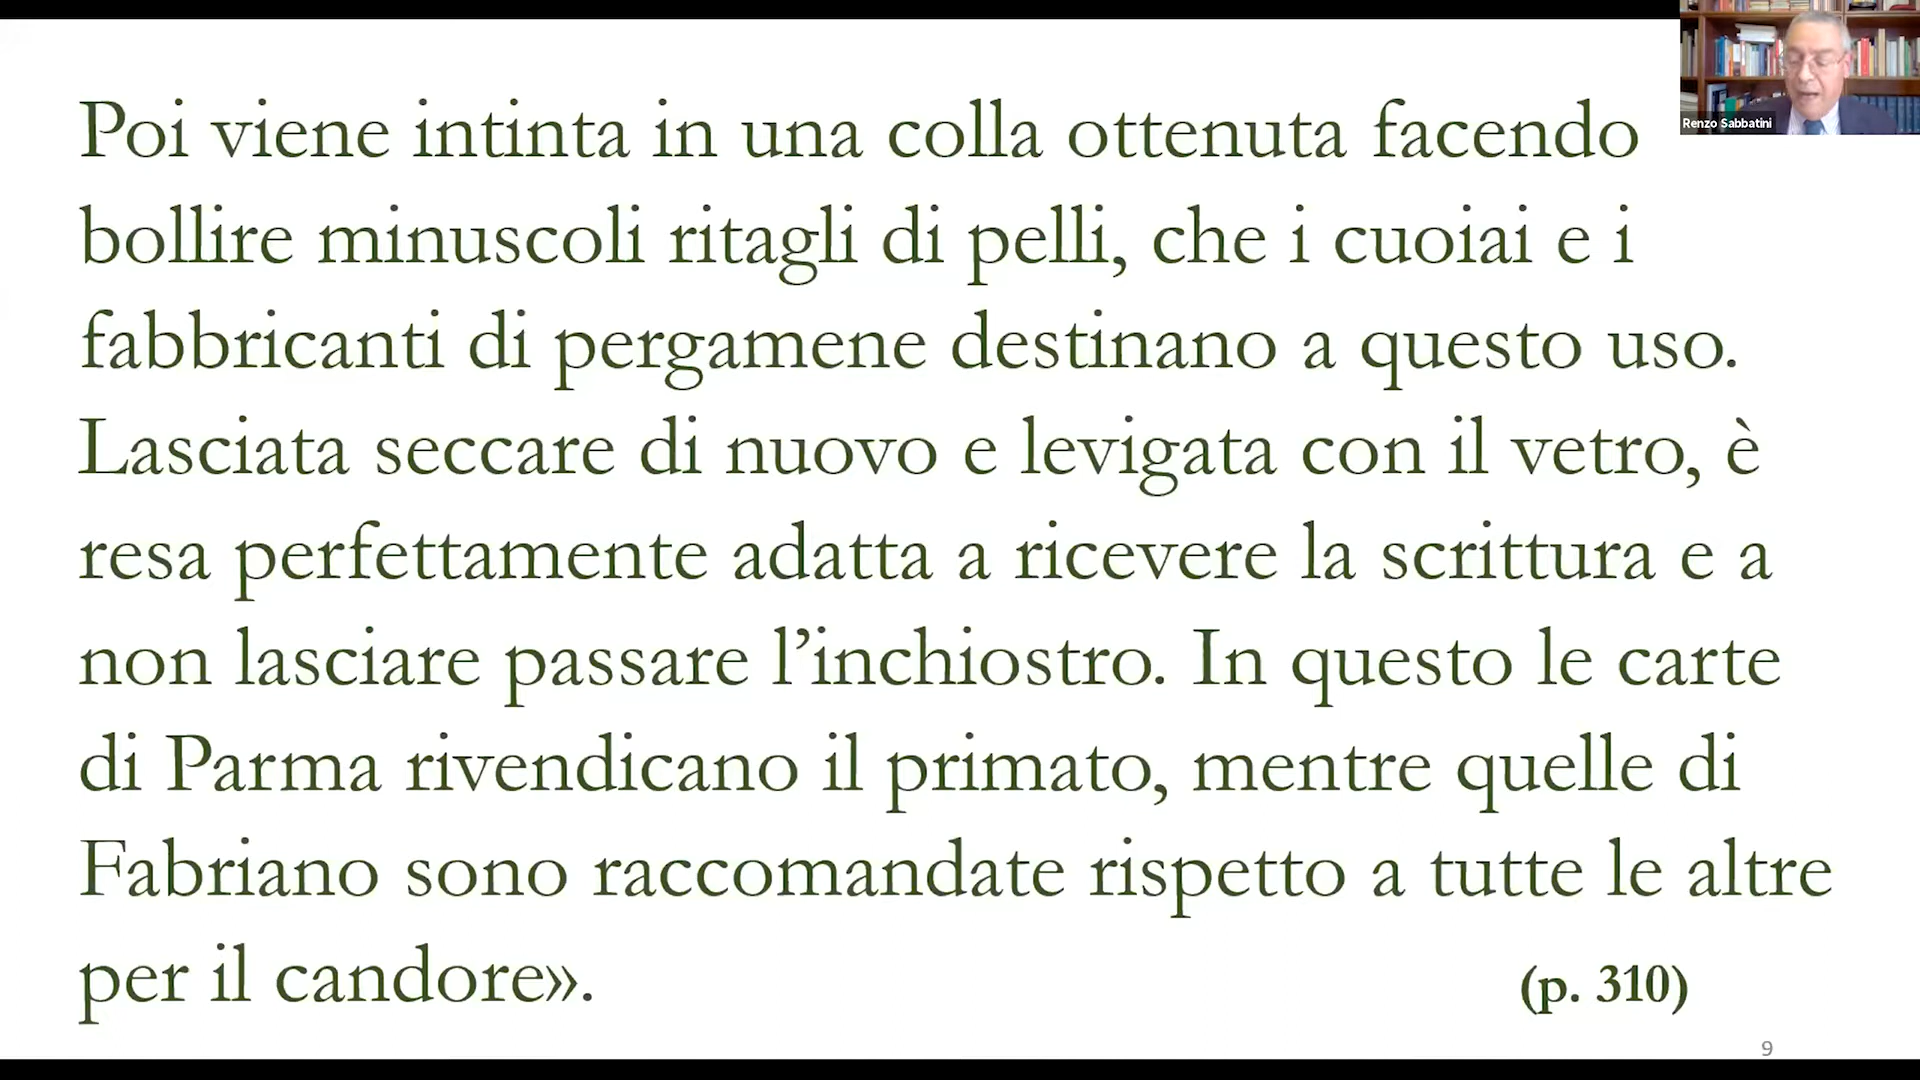 Renzo Sabbatini
Poi viene intinta in una colla ottenuta facendo
bollire minuscoli ritagli di pelli, che i cuoiai e i
fabbricanti di pergamene destinano a questo uso.
Lasciata seccare di nuovo e levigata con il vetro, è
resa perfettamente adatta a ricevere la scrittura e a
non lasciare passare l’inchiostro. In questo le carte
di Parma rivendicano il primato, mentre quelle di
Fabriano sono raccomandate rispetto a tutte le altre
per il candore». (p. 310)
9